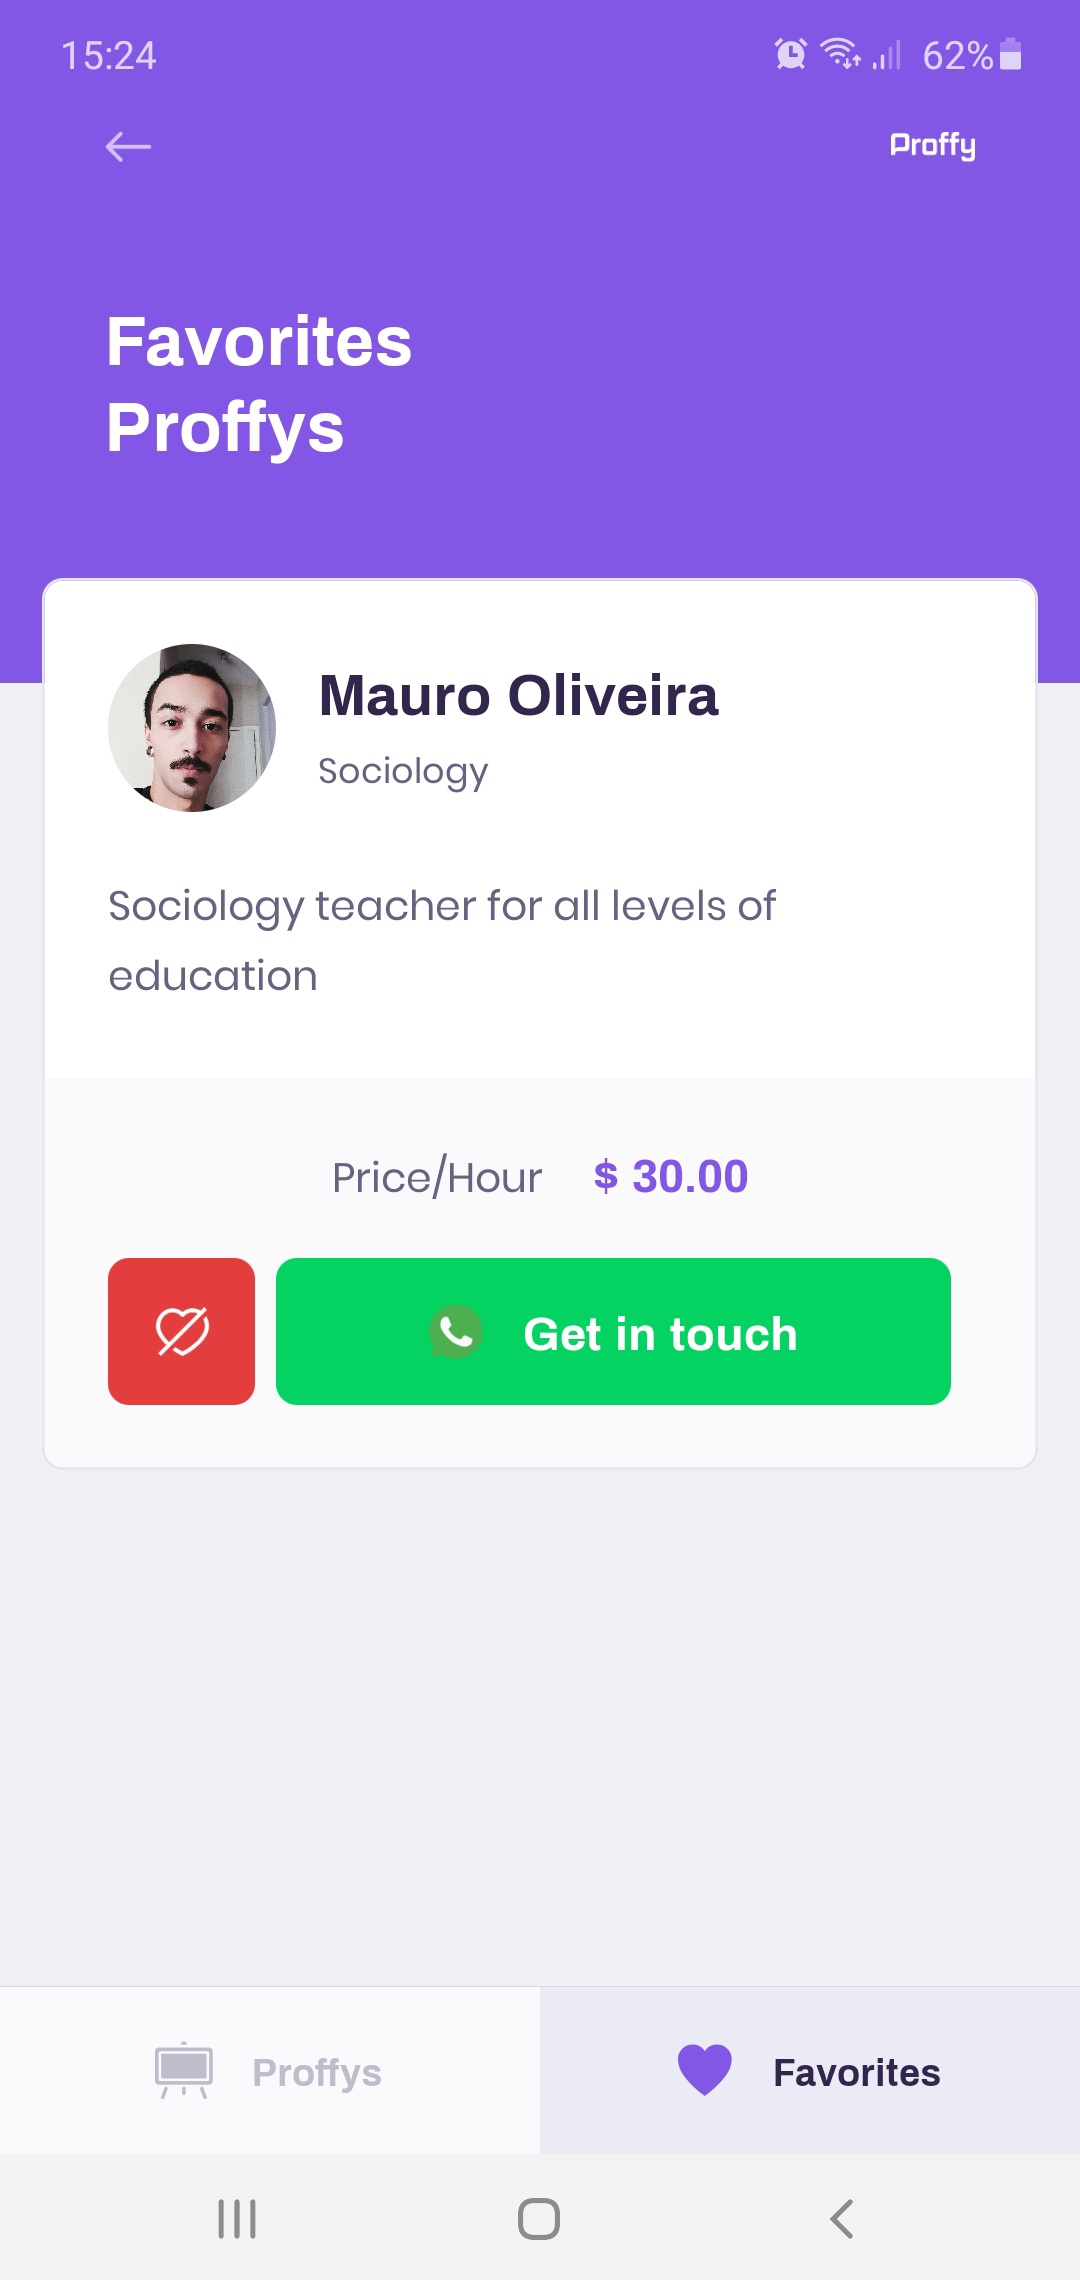 15:24 62%
Proffy
Favorites
Proffys
Mauro Oliveira
Sociology
Sociology teacher for all levels of
education
Price/Hour $ 30.00
Get in touch
Proffys Favorites